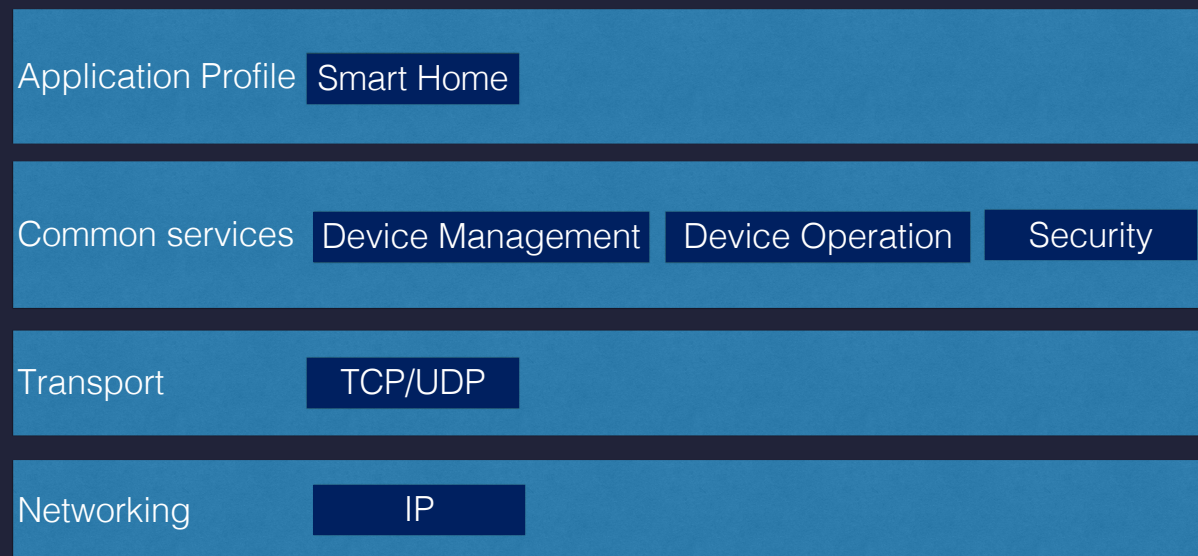 Application Profile Smart Home
Common services Device Management Device Operation Security
Transport TCP/UDP
Networking IP